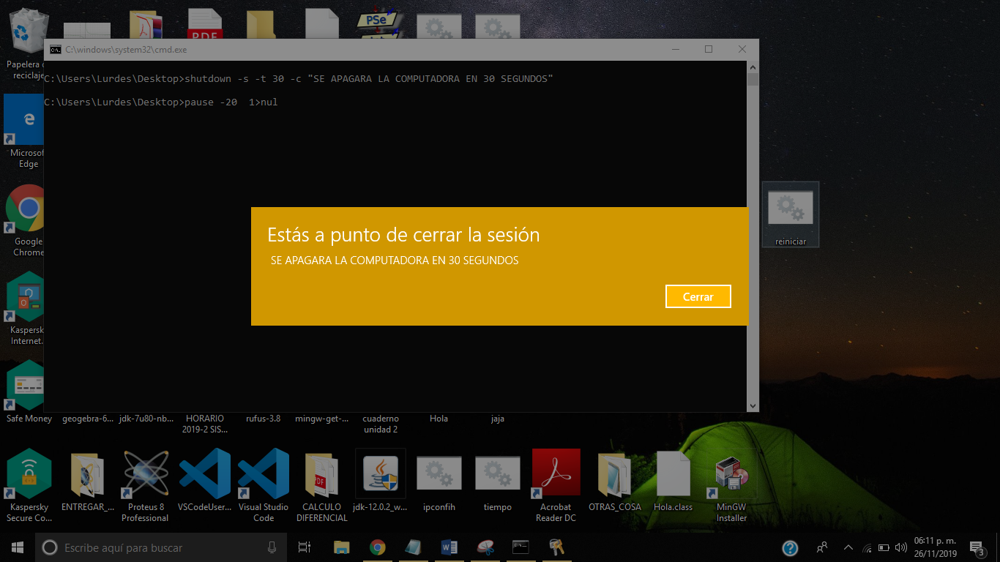 PSe
PDF
Papelera
reciclaje
C:\windows\system32\cmd.exe
C:\Users\Lurdes\Desktop>shutdown -s -t 30 -c "SE APAGARA LA COMPUTADORA EN 30 SEGUNDOS"
C:\Users\Lurdes\Desktop>pause -20  1>nul
Microsof
Edge
Google
Chrome
Estás a punto de cerrar la sesión
SE APAGARA LA COMPUTADORA EN 30 SEGUNDOS
Cerrar
reiniciar
Kaspersk
Internet.
Safe Money
geogebra-6...
jdk-7u80-nb...
HORARIO
2019-2 SIS...
rufus-3.8
mingw-get-...
cuaderno
unidad 2
Hola
jaja
PDF
Kaspersky
Secure Co...
ENTREGAR_...
Proteus 8
Professional
VSCodeUser...
Visual Studio
Code
CALCULO
DIFERENCIAL
jdk-12.0.2_w...
ipconfih
tiempo
Acrobat
Reader DC
OTRAS_COSA
Hola.class
MinGW
Installer
Escribe aquí para buscar
06:11 p. m.
26/11/2019
3